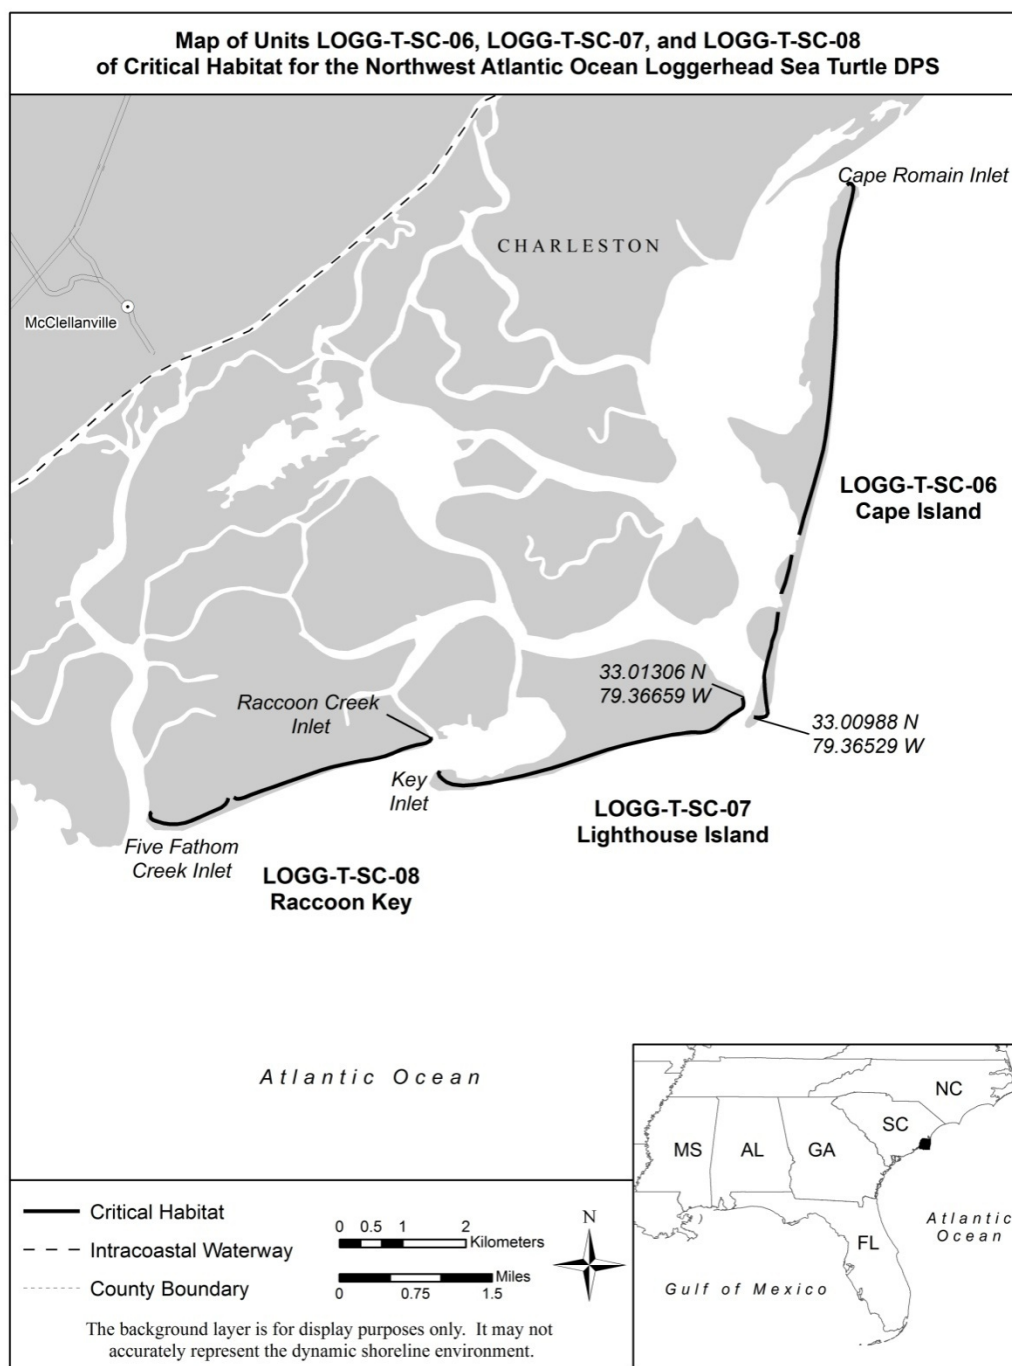 Map of Units LOGG-T-SC-06, LOGG-T-SC-07, and LOGG-T-SC-08
of Critical Habitat for the Northwest Atlantic Ocean Loggerhead Sea Turtle DPS
Cape Romain Inlet
CHARLESTON
McClellanville
LOGG-T-SC-06
Cape Island
33.01306 N
79.36659 W
Raccoon Creek
Inlet
33.00988 N
79.36529 W
Key
Inlet
LOGG-T-SC-07
Lighthouse Island
Five Fathom
Creek Inlet
LOGG-T-SC-08
Raccoon Key
Atlantic Ocean
NC
SC
MS
AL
GA
FL
Atlantic
Ocean
Gulf of Mexico
Critical Habitat
Intracoastal Waterway
County Boundary
0 0.5 1 2
Kilometers
Miles
0 0.75 1.5
N
The background layer is for display purposes only. It may not
accurately represent the dynamic shoreline environment.